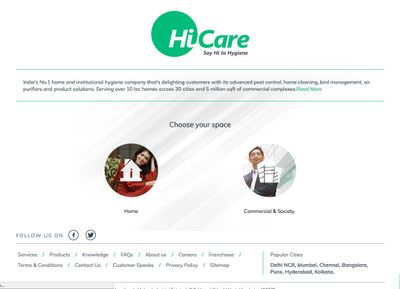 HiCare
Say Hi to Hygiene
India's No.1 home and institutional hygiene company that's delighting customers with its advanced pest control, home cleaning, bird management, air
purifiers and product solutions. Serving over 10 lac homes across 30 cities and 5 million sqft of commercial complexes.Read More
Choose your space
Home
Commercial & Society
FOLLOW US ON
Services / Products / Knowledge / FAQs / About us / Careers / Franchisee /
Terms & Conditions / Contact Us / Customer Speaks / Privacy Policy / Sitemap
Popular Cities
Delhi NCR, Mumbai, Chennai, Bangalore,
Pune, Hyderabad, Kolkata.